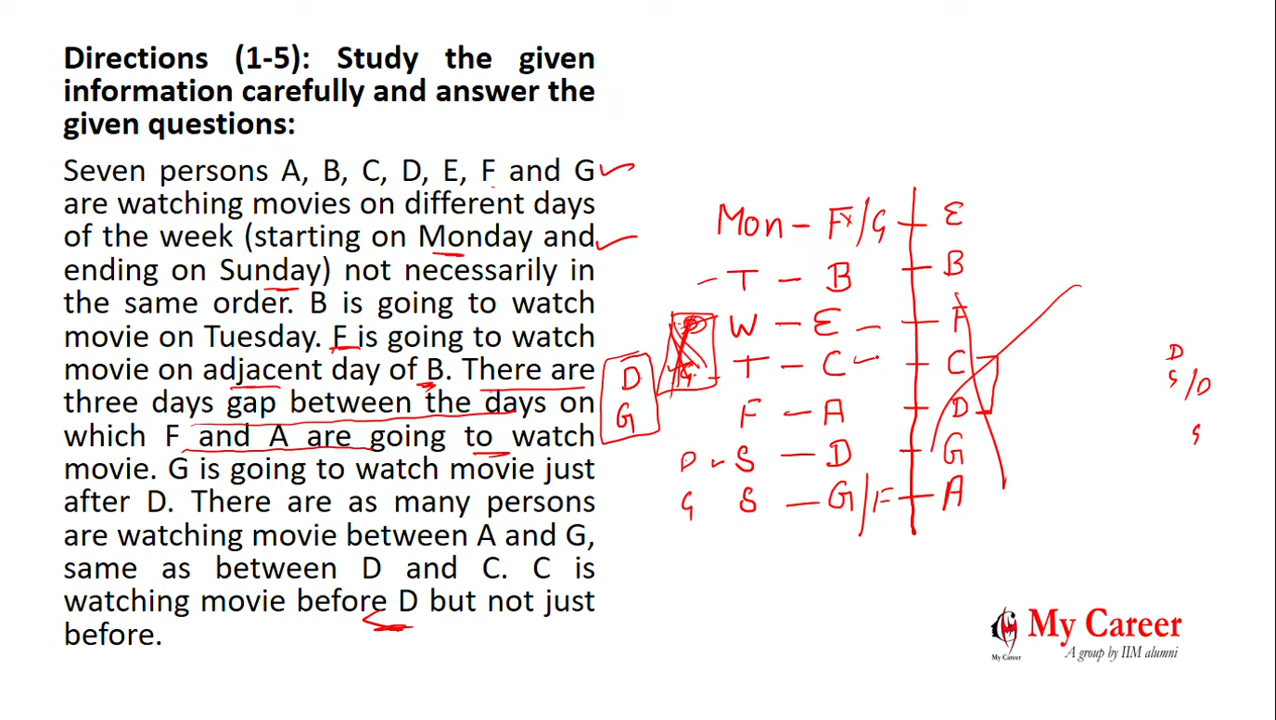 Directions (1-5): Study the given
information carefully and answer the
given questions:
Seven persons A, B, C, D, E, F and G
are watching movies on different days
of the week (starting on Monday and
ending on Sunday) not necessarily in
the same order. B is going to watch
movie on Tuesday. F is going to watch
movie on adjacent day of B. There are
three days gap between the days on
which F and A are going to watch
movie. G is going to watch movie just
after D. There are as many persons
are watching movie between A and G,
same as between D and C. C is
watching movie before D but not just
before.
Mon - F/G E
- T - B B
W - E - A
T - C - C
F - A D
D S - D G
G S - G/F A
D
G
D
G/D
G
My Career
My Career
A group by IIM alumni